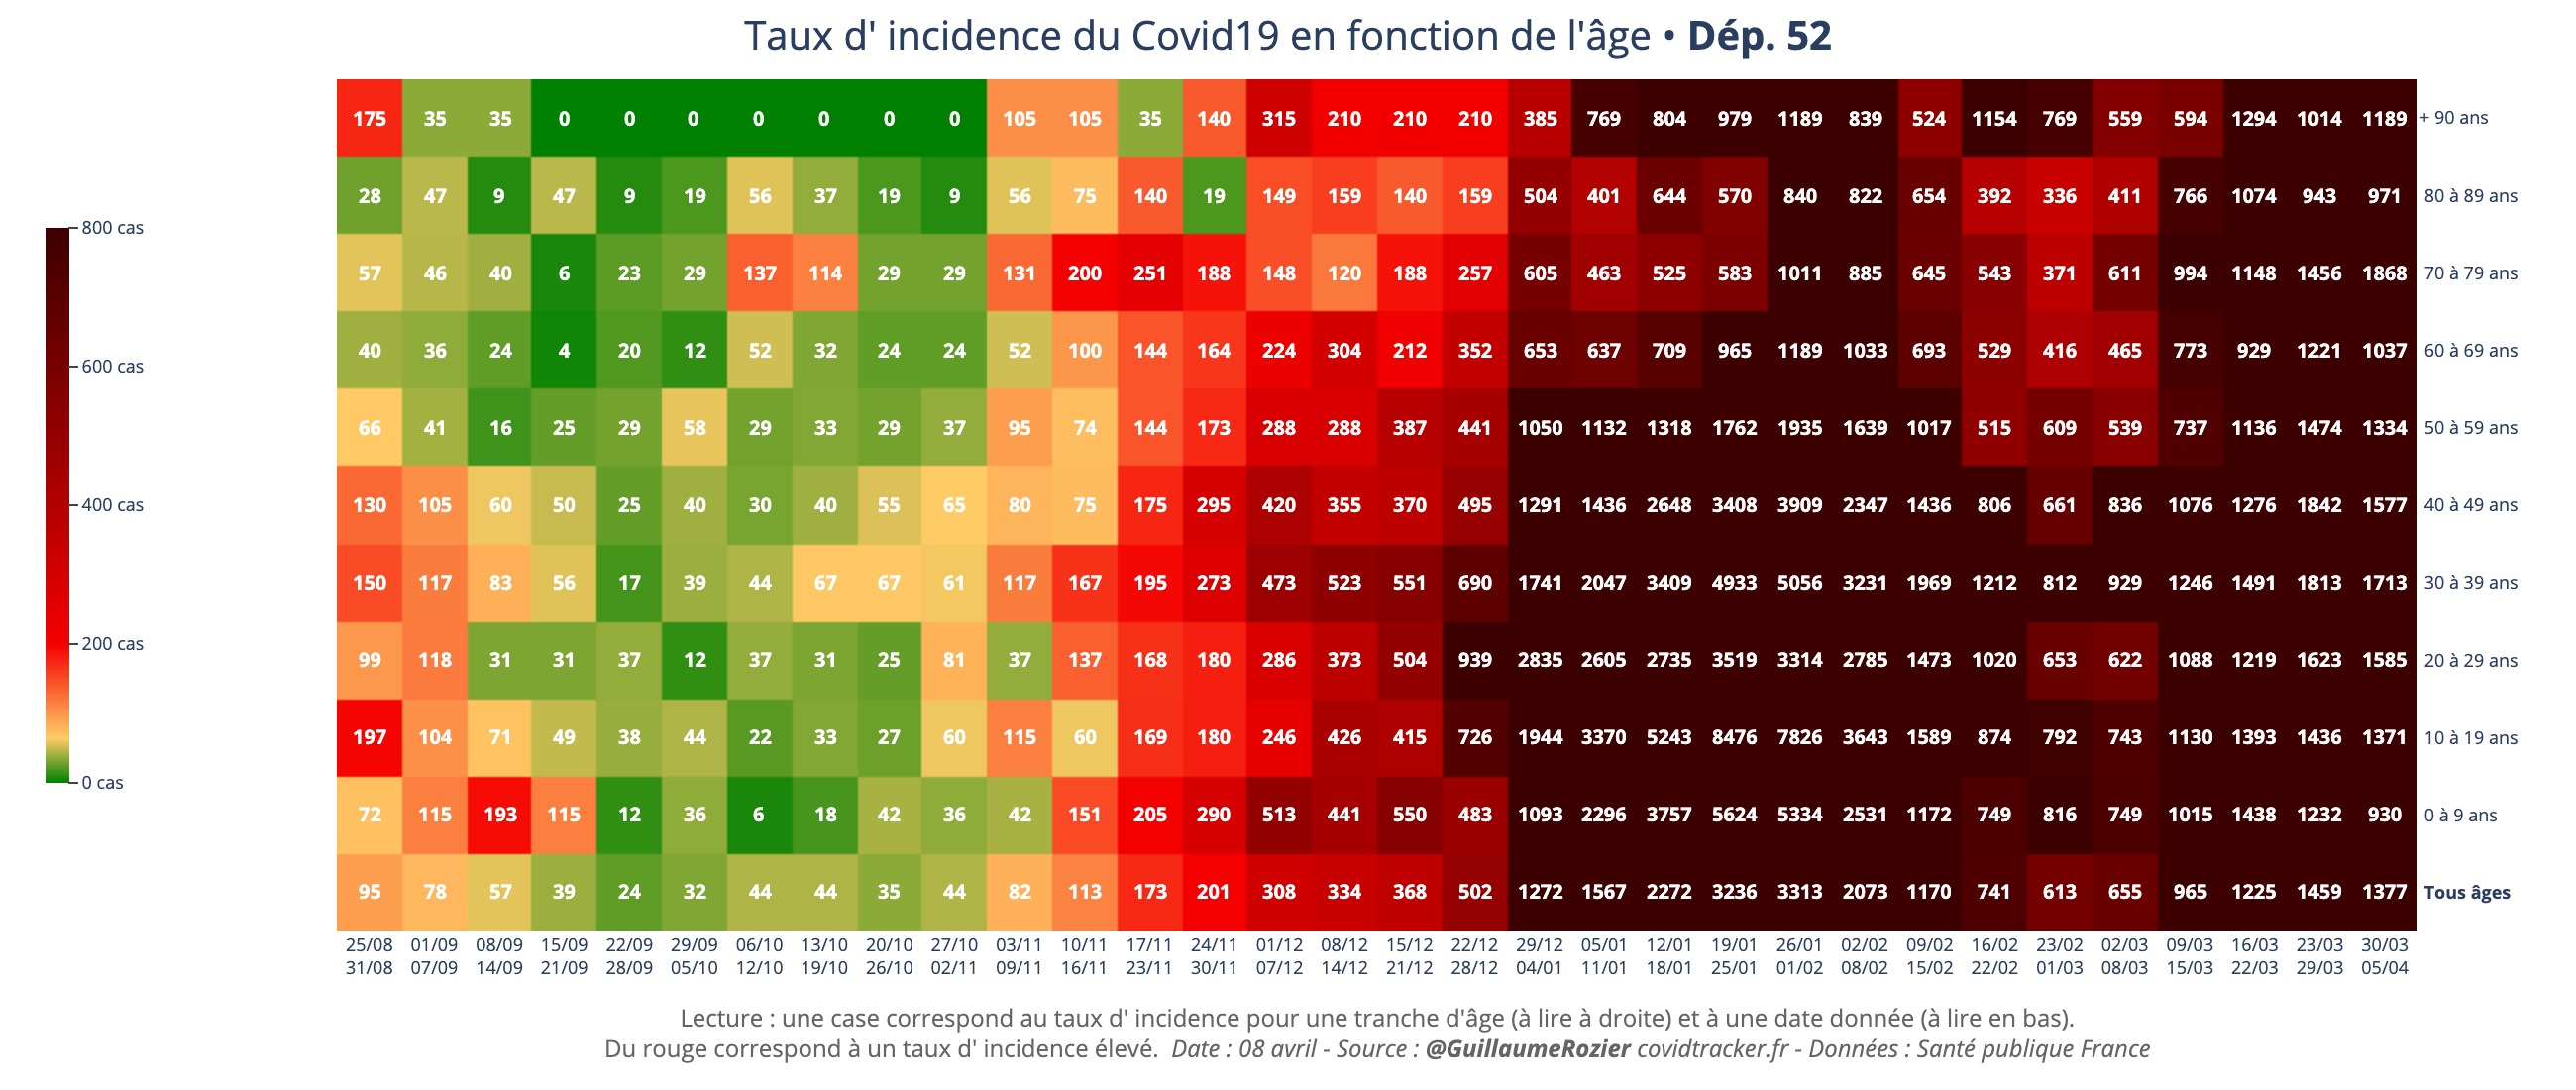 Taux d' incidence du Covid19 en fonction de l'âge • Dép. 52
175 35 35 0 0 0 0 0 0 0 105 105 35 140 315 210 210 210 385 769 804 979 1189 839 524 1154 769 559 594 1294 1014 1189 + 90 ans
28 47 9 47 9 19 56 37 19 9 56 75 140 19 149 159 140 159 504 401 644 570 840 822 654 392 336 411 766 1074 943 971 80 à 89 ans
800 cas
57 46 40 6 23 29 137 114 29 29 131 200 251 188 148 120 188 257 605 463 525 583 1011 885 645 543 371 611 994 1148 1456 1868 70 à 79 ans
40 36 24 4 20 12 52 32 24 24 52 100 144 164 224 304 212 352 653 637 709 965 1189 1033 693 529 416 465 773 929 1221 1037 60 à 69 ans
600 cas
66 41 16 25 29 58 29 33 29 37 95 74 144 173 288 288 387 441 1050 1132 1318 1762 1935 1639 1017 515 609 539 737 1136 1474 1334 50 à 59 ans
400 cas
130 105 60 50 25 40 30 40 55 65 80 75 175 295 420 355 370 495 1291 1436 2648 3408 3909 2347 1436 806 661 836 1076 1276 1842 1577 40 à 49 ans
150 117 83 56 17 39 44 67 67 61 117 167 195 273 473 523 551 690 1741 2047 3409 4933 5056 3231 1969 1212 812 929 1246 1491 1813 1713 30 à 39 ans
200 cas
99 118 31 31 37 12 37 31 25 81 37 137 168 180 286 373 504 939 2835 2605 2735 3519 3314 2785 1473 1020 653 622 1088 1219 1623 1585 20 à 29 ans
197 104 71 49 38 44 22 33 27 60 115 60 169 180 246 426 415 726 1944 3370 5243 8476 7826 3643 1589 874 792 743 1130 1393 1436 1371 10 à 19 ans
0 cas
72 115 193 115 12 36 6 18 42 36 42 151 205 290 513 441 550 483 1093 2296 3757 5624 5334 2531 1172 749 816 749 1015 1438 1232 930 0 à 9 ans
95 78 57 39 24 32 44 44 35 44 82 113 173 201 308 334 368 502 1272 1567 2272 3236 3313 2073 1170 741 613 655 965 1225 1459 1377 Tous âges
25/08 01/09 08/09 15/09 22/09 29/09 06/10 13/10 20/10 27/10 03/11 10/11 17/11 24/11 01/12 08/12 15/12 22/12 29/12 05/01 12/01 19/01 26/01 02/02 09/02 16/02 23/02 02/03 09/03 16/03 23/03 30/03
31/08 07/09 14/09 21/09 28/09 05/10 12/10 19/10 26/10 02/11 09/11 16/11 23/11 30/11 07/12 14/12 21/12 28/12 04/01 11/01 18/01 25/01 01/02 08/02 15/02 22/02 01/03 08/03 15/03 22/03 29/03 05/04
Lecture : une case correspond au taux d' incidence pour une tranche d'âge (à lire à droite) et à une date donnée (à lire en bas).
Du rouge correspond à un taux d' incidence élevé. Date : 08 avril - Source : @GuillaumeRozier covidtracker.fr - Données : Santé publique France